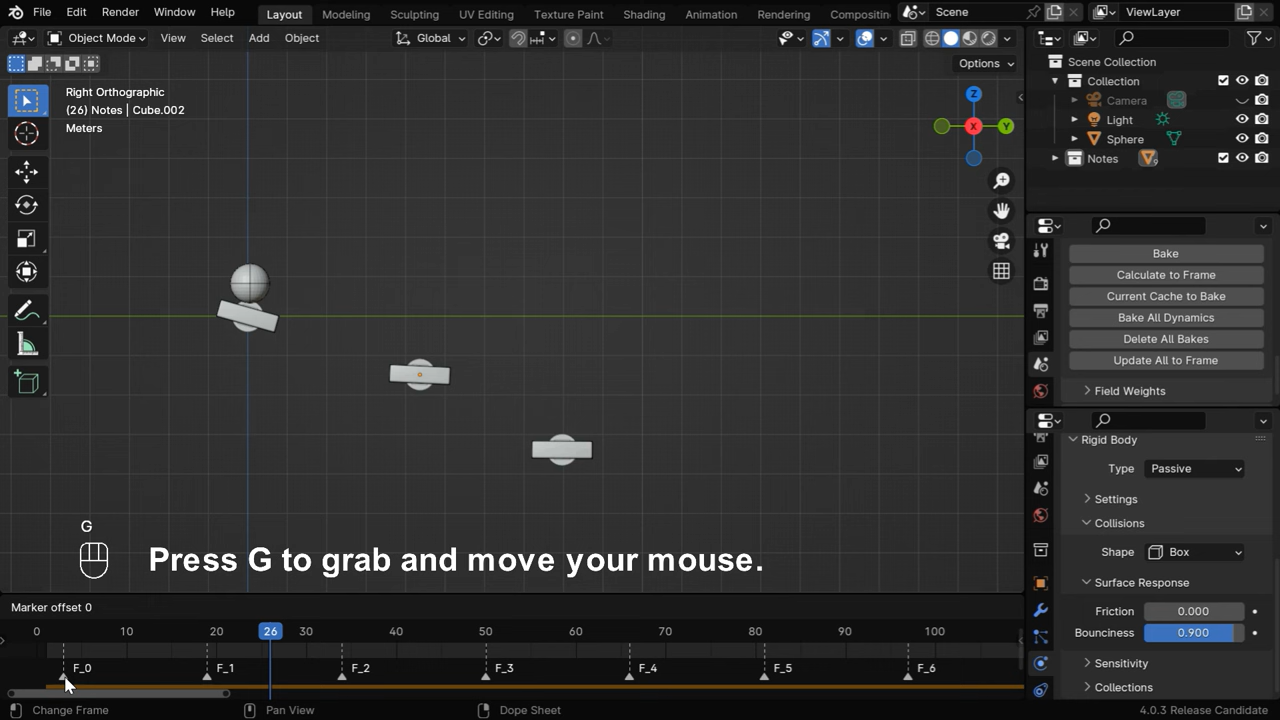 File Edit Render Window Help Layout Modeling Sculpting UV Editing Texture Paint Shading Animation Rendering Compositin Scene ViewLayer
Object Mode View Select Add Object Global
Options
Right Orthographic
(26) Notes | Cube.002
Meters
Z
X
Y
Scene Collection
Collection
Camera
Light
Sphere
Notes
Bake
Calculate to Frame
Current Cache to Bake
Bake All Dynamics
Delete All Bakes
Update All to Frame
Field Weights
Rigid Body
Type Passive
Settings
Collisions
Shape Box
Surface Response
Friction 0.000
Bounciness 0.900
Sensitivity
Collections
G
Press G to grab and move your mouse.
Marker offset 0
0 10 20 26 30 40 50 60 70 80 90 100
F_0 F_1 F_2 F_3 F_4 F_5 F_6
Change Frame Pan View Dope Sheet 4.0.3 Release Candidate